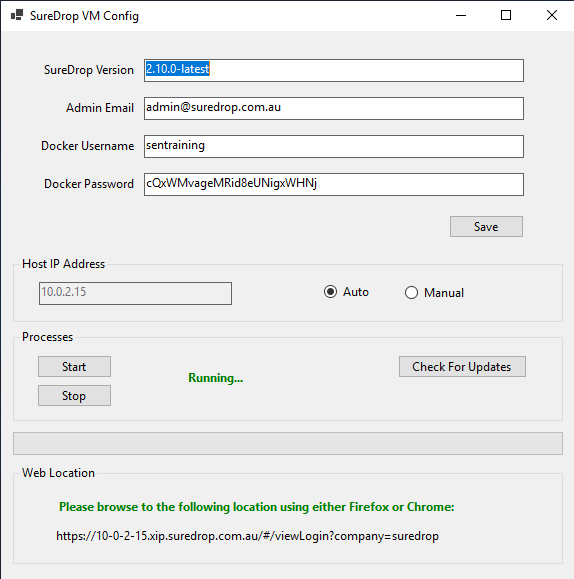 SureDrop VM Config
SureDrop Version 2.10.0-latest
Admin Email admin@suredrop.com.au
Docker Username sentraining
Docker Password cQxWMvageMRid8eUNigxWHNj
Save
Host IP Address
10.0.2.15 Auto Manual
Processes
Start Check For Updates
Running...
Stop
Web Location
Please browse to the following location using either Firefox or Chrome:
https://10-0-2-15.xip.suredrop.com.au/#/viewLogin?company=suredrop